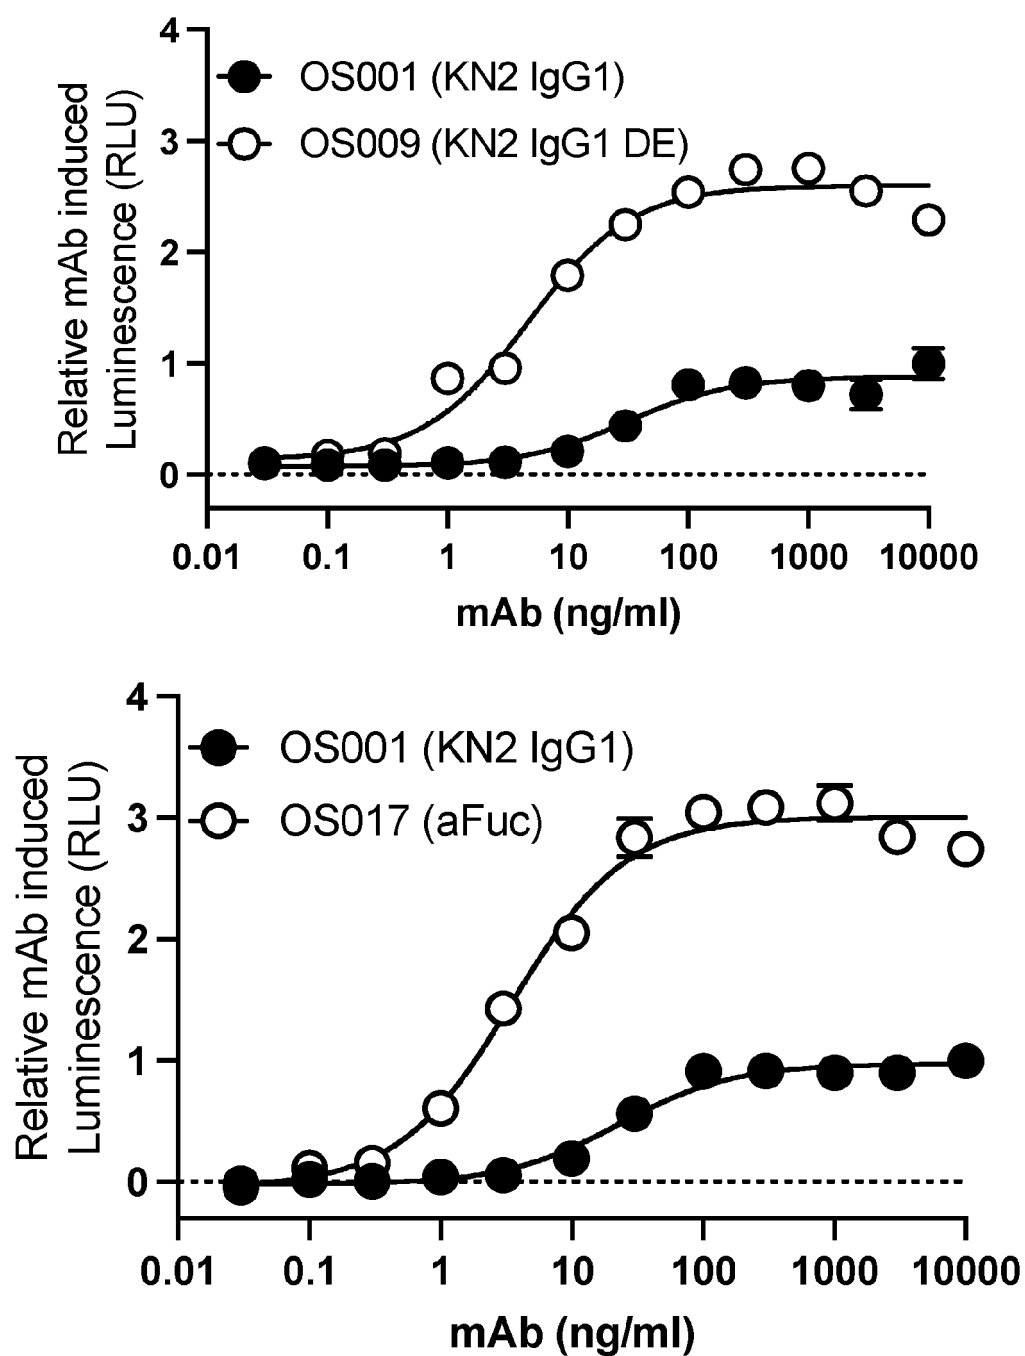 4
3
2
1
0
Relative mAb induced
Luminescence (RLU)
OS001 (KN2 IgG1)
OS009 (KN2 IgG1 DE)
0.01 0.1 1 10 100 1000 10000
mAb (ng/ml)
4
3
2
1
0
Relative mAb induced
Luminescence (RLU)
OS001 (KN2 IgG1)
OS017 (aFuc)
0.01 0.1 1 10 100 1000 10000
mAb (ng/ml)